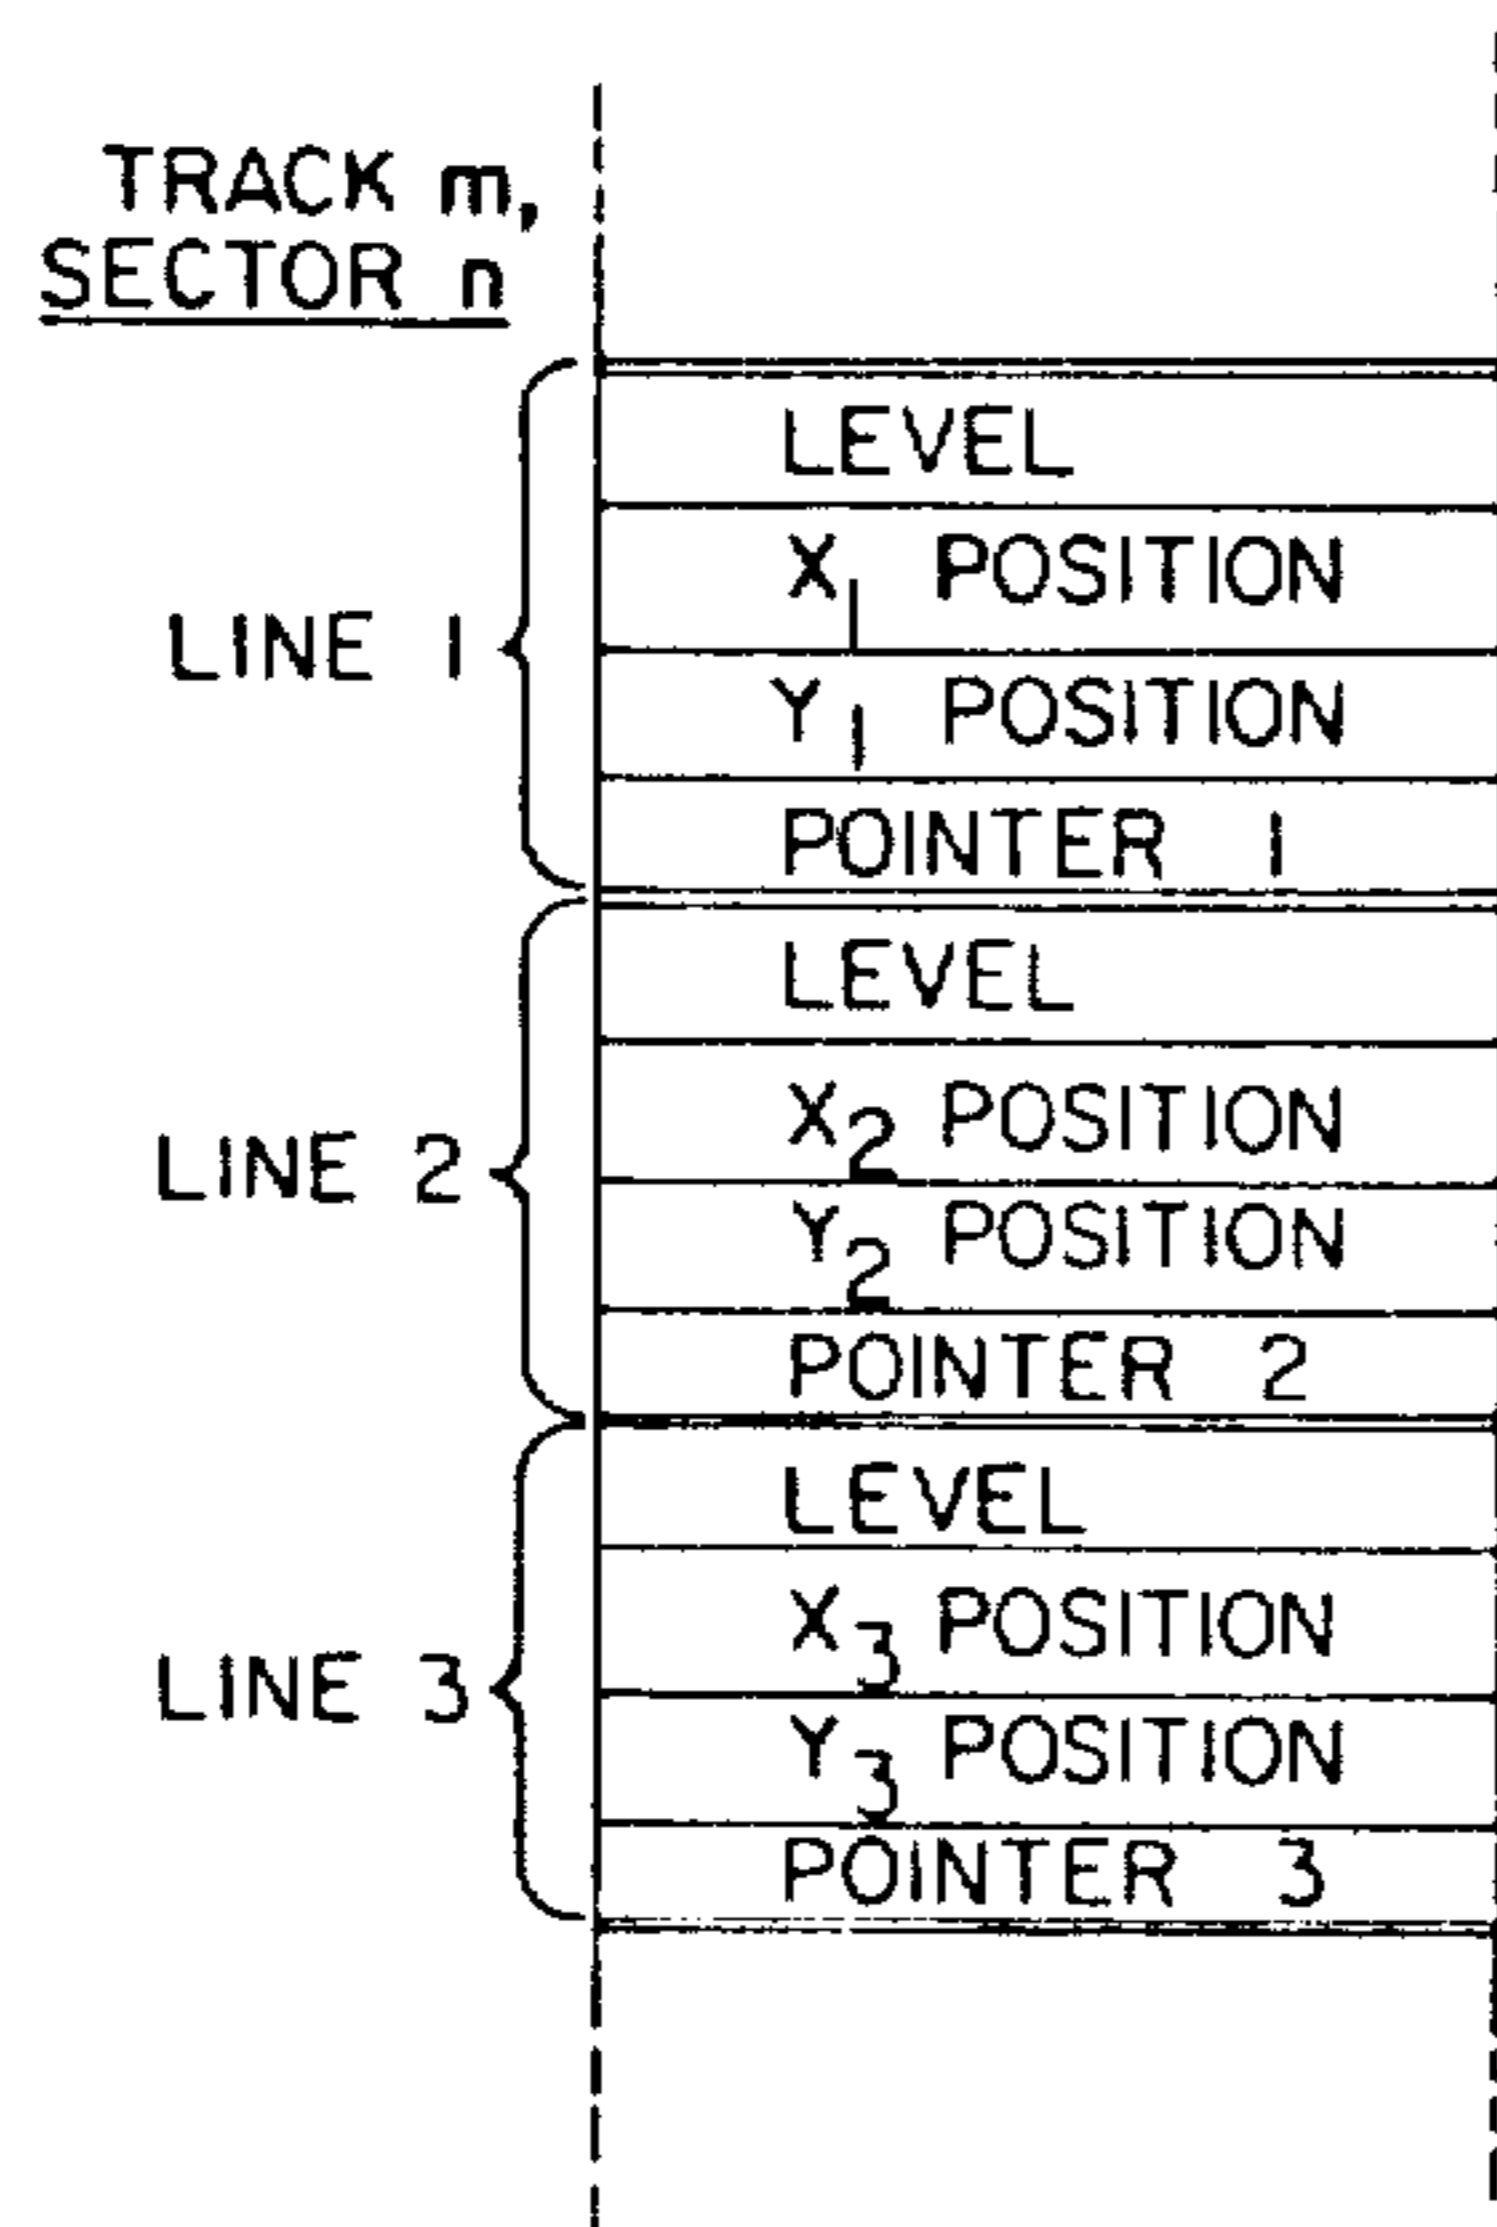 TRACK m,
SECTOR n
LINE 1
LEVEL
X₁ POSITION
Y₁ POSITION
POINTER 1
LINE 2
LEVEL
X₂ POSITION
Y₂ POSITION
POINTER 2
LINE 3
LEVEL
X₃ POSITION
Y₃ POSITION
POINTER 3